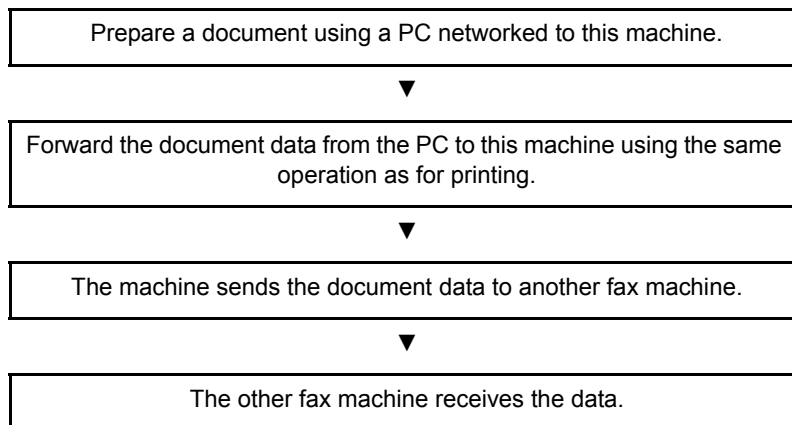 Prepare a document using a PC networked to this machine.
▼
Forward the document data from the PC to this machine using the same
operation as for printing.
▼
The machine sends the document data to another fax machine.
▼
The other fax machine receives the data.